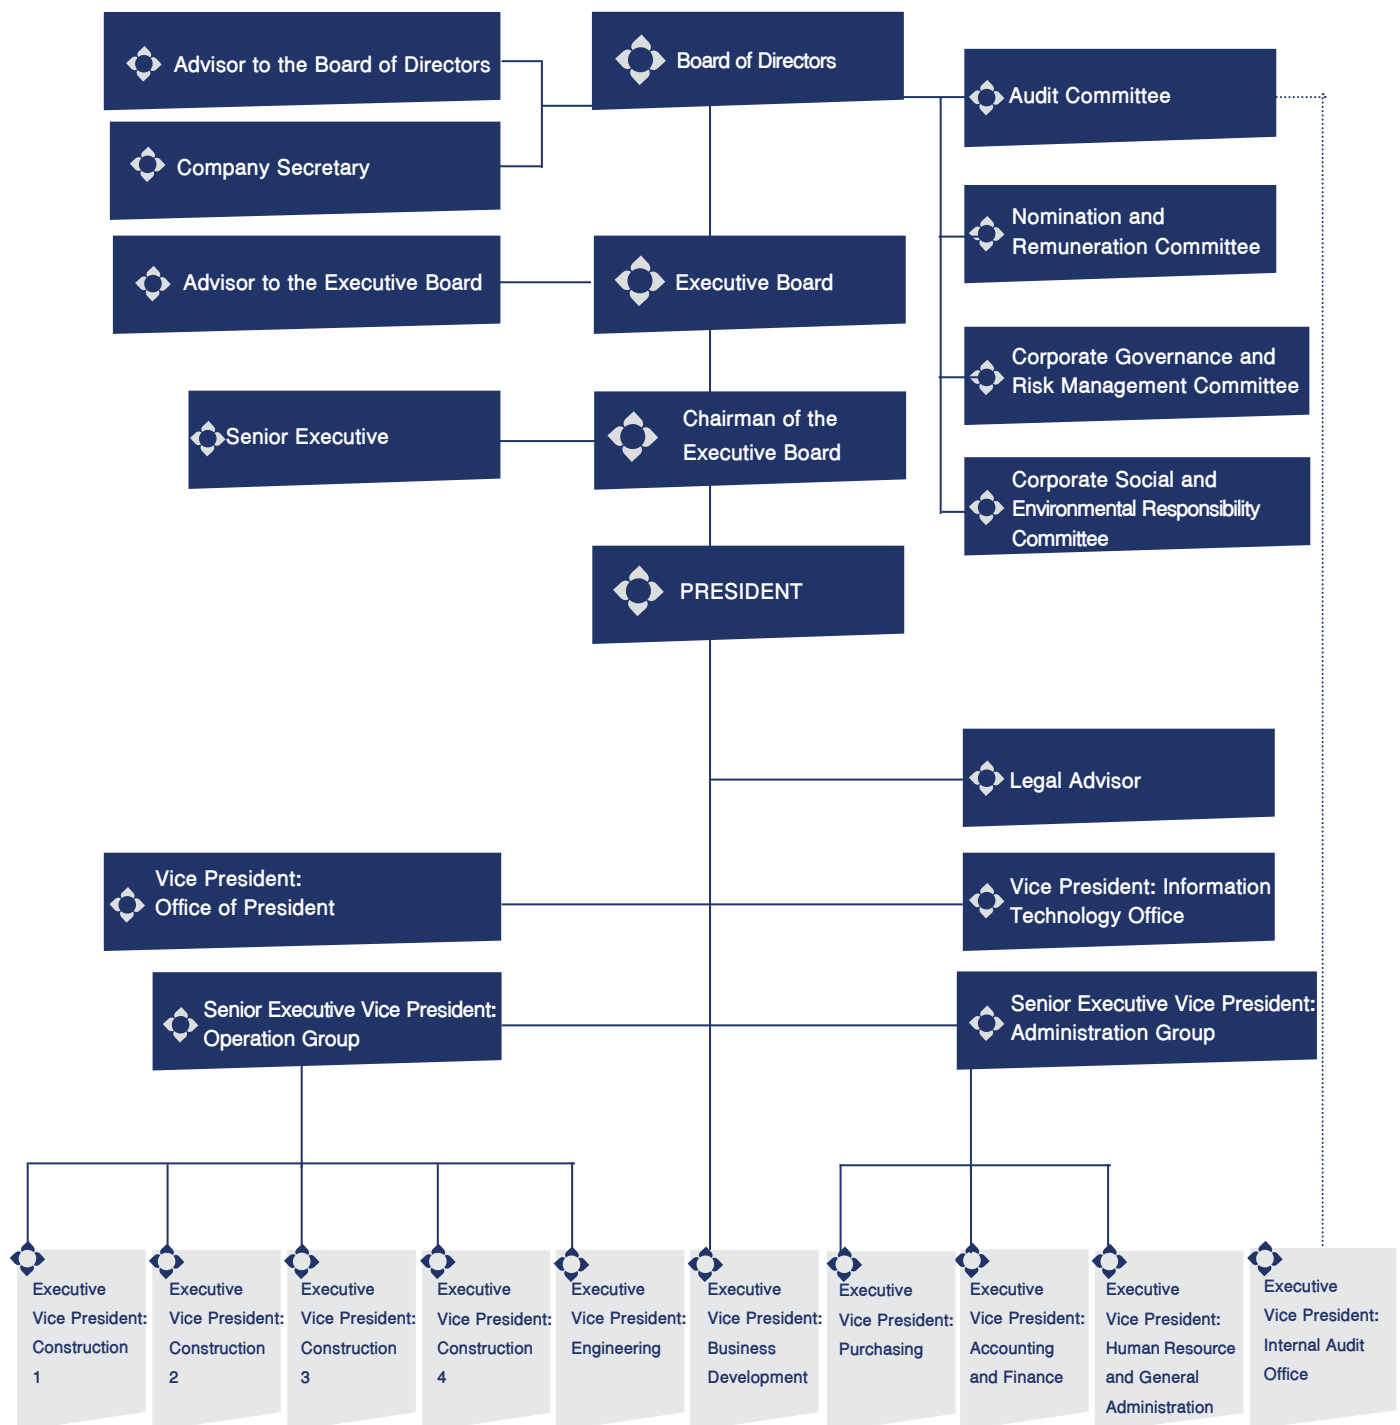 Advisor to the Board of Directors
Board of Directors
Audit Committee
Company Secretary
Nomination and
Remuneration Committee
Advisor to the Executive Board
Executive Board
Corporate Governance and
Risk Management Committee
Senior Executive
Chairman of the
Executive Board
Corporate Social and
Environmental Responsibility
Committee
PRESIDENT
Legal Advisor
Vice President:
Office of President
Vice President: Information
Technology Office
Senior Executive Vice President:
Operation Group
Senior Executive Vice President:
Administration Group
Executive
Vice President:
Construction
1
Executive
Vice President:
Construction
2
Executive
Vice President:
Construction
3
Executive
Vice President:
Construction
4
Executive
Vice President:
Engineering
Executive
Vice President:
Business
Development
Executive
Vice President:
Purchasing
Executive
Vice President:
Accounting
and Finance
Executive
Vice President:
Human Resource
and General
Administration
Executive
Vice President:
Internal Audit
Office